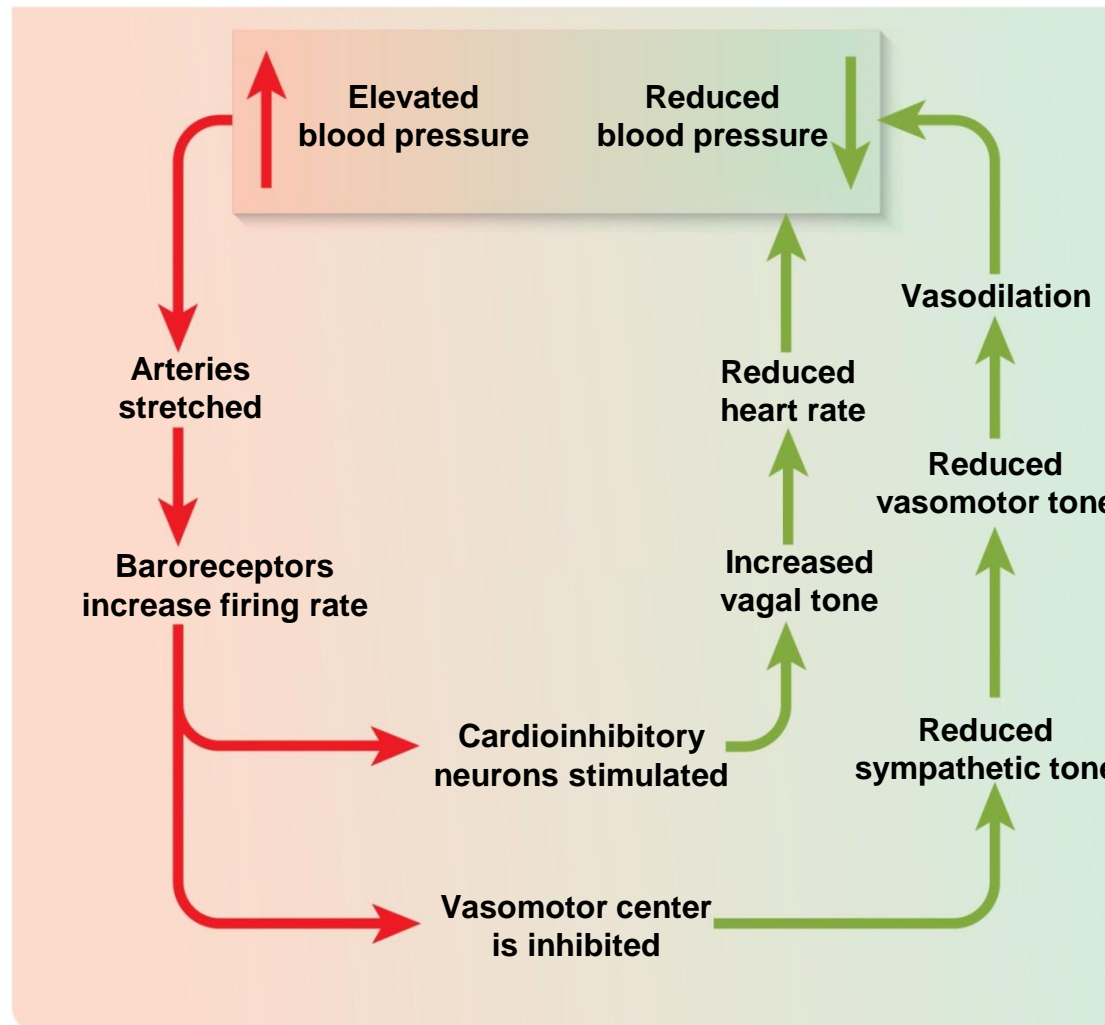 Elevated
blood pressure
Reduced
blood pressure
Arteries
stretched
Baroreceptors
increase firing rate
Cardioinhibitory
neurons stimulated
Vasomotor center
is inhibited
Reduced
heart rate
Increased
vagal tone
Vasodilation
Reduced
vasomotor tone
Reduced
sympathetic tone